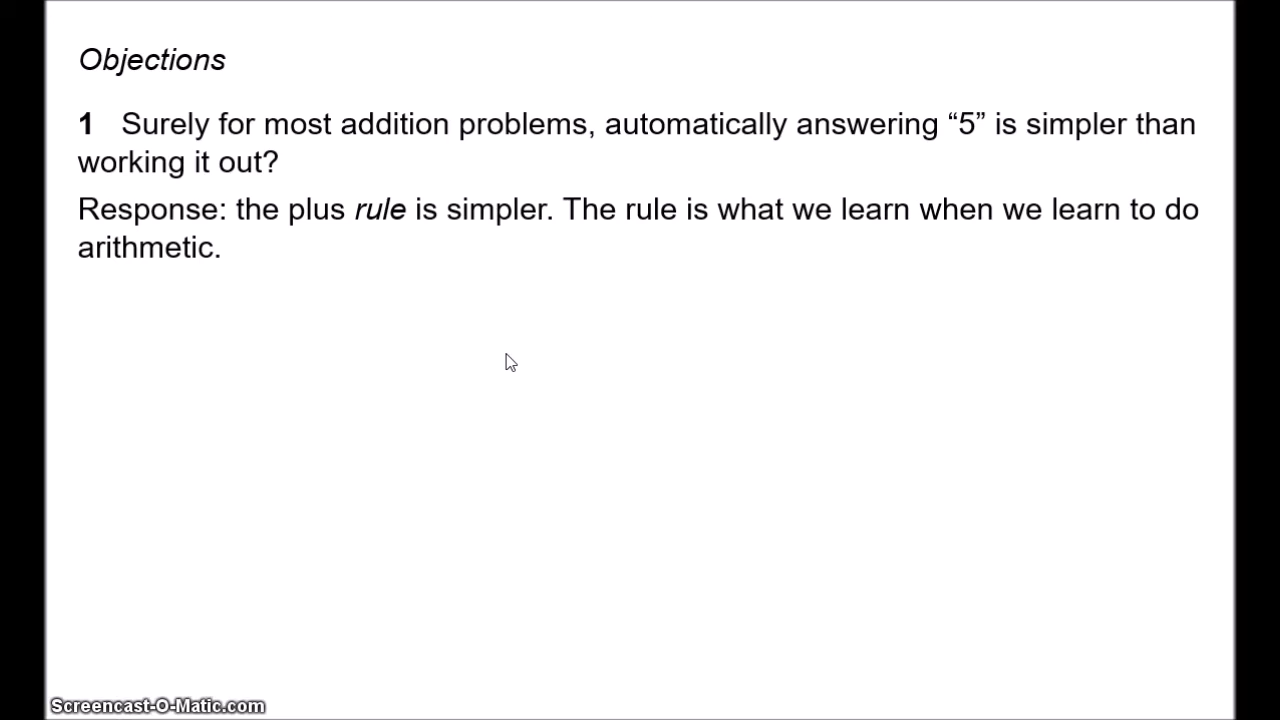 Objections
1 Surely for most addition problems, automatically answering “5” is simpler than
working it out?
Response: the plus rule is simpler. The rule is what we learn when we learn to do
arithmetic.
Screencast-O-Matic.com